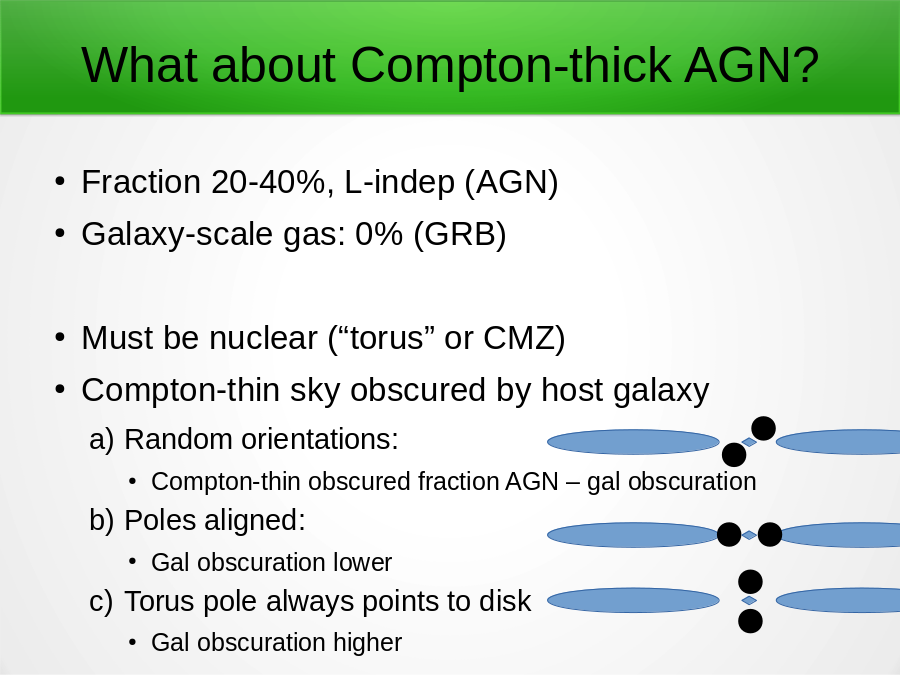 What about Compton-thick AGN?
• Fraction 20-40%, L-indep (AGN)
• Galaxy-scale gas: 0% (GRB)
• Must be nuclear (“torus” or CMZ)
• Compton-thin sky obscured by host galaxy
a) Random orientations:
• Compton-thin obscured fraction AGN – gal obscuration
b) Poles aligned:
• Gal obscuration lower
c) Torus pole always points to disk
• Gal obscuration higher